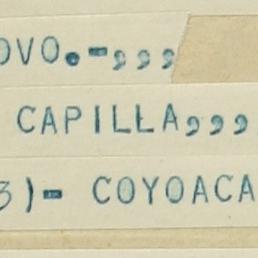 OVO.-,,,
CAPILLA,,,
3)- COYOACA